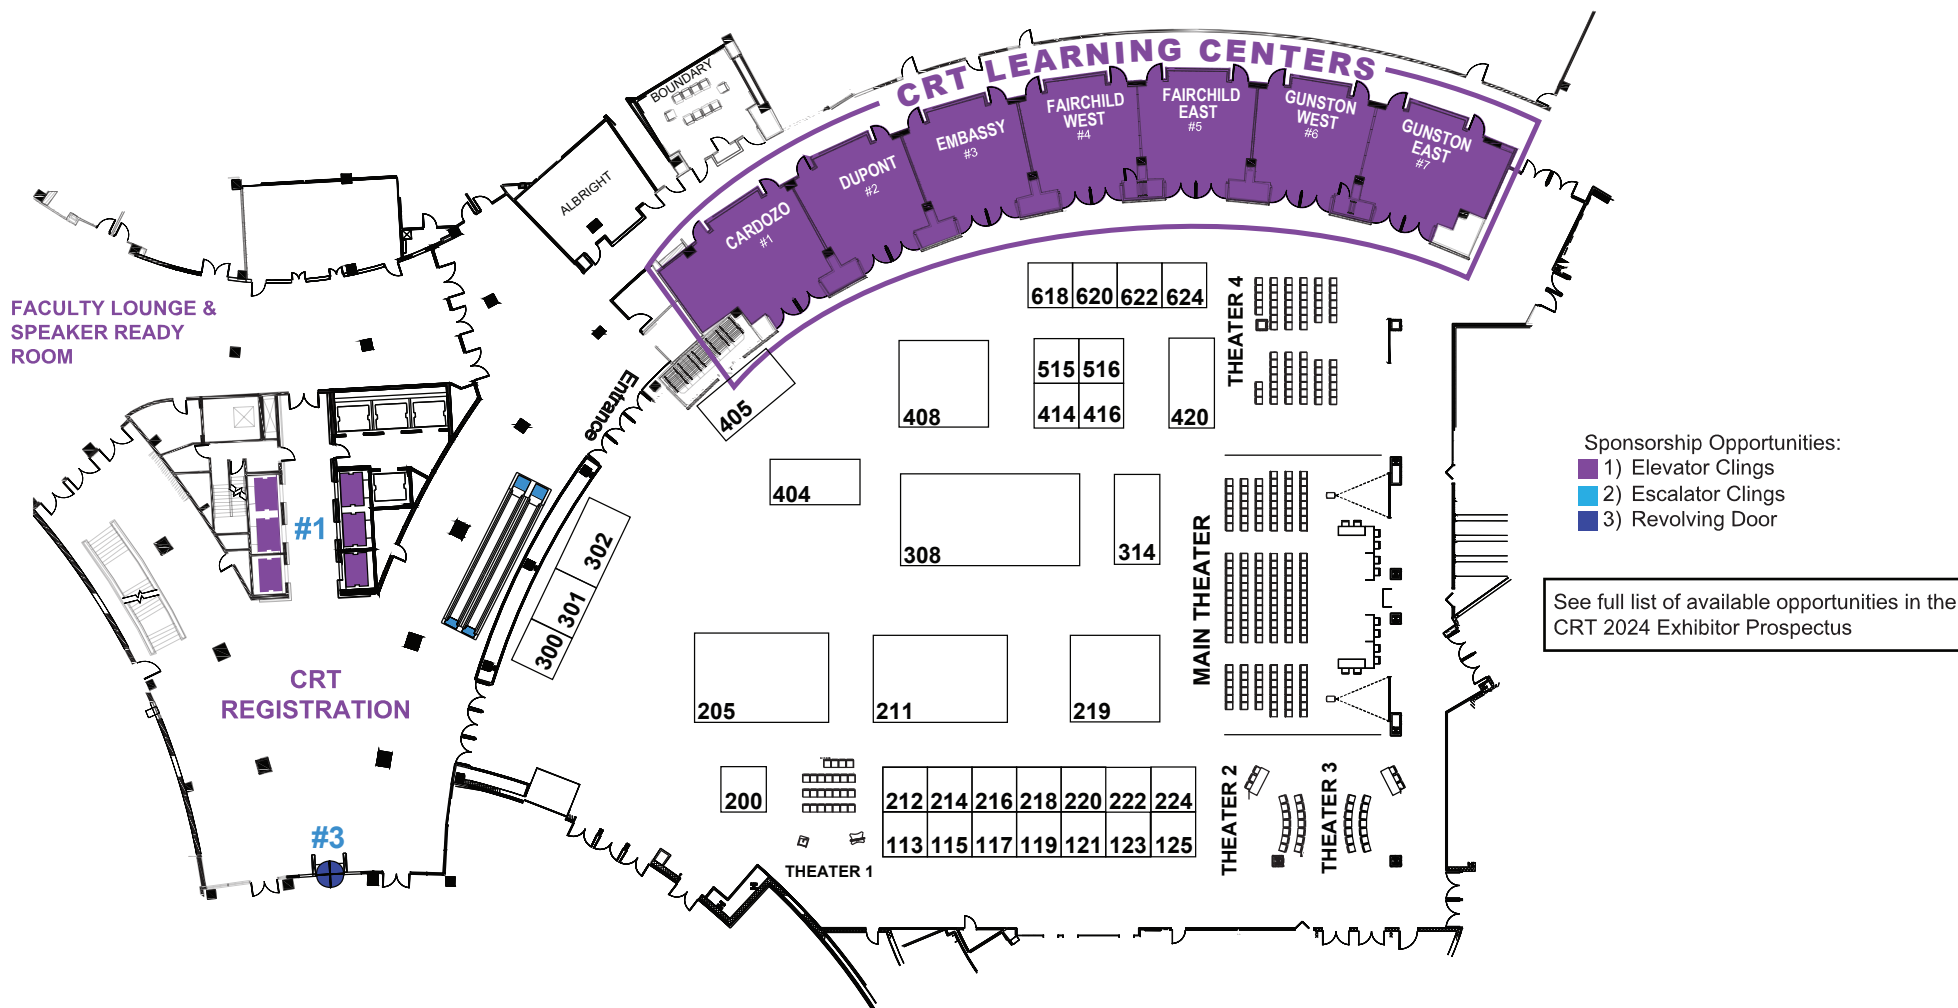 CRT LEARNING CENTERS
BOUNDARY
ALBRIGHT
CARDOZO
#1
DUPONT
#2
EMBASSY
#3
FAIRCHILD
WEST
#4
FAIRCHILD
EAST
#5
GUNSTON
WEST
#6
GUNSTON
EAST
#7
FACULTY LOUNGE &
SPEAKER READY
ROOM
Entrance
618 620 622 624
THEATER 4
515 516
414 416
408
420
405
404
308
314
302
301
300
MAIN THEATER
#1
CRT
REGISTRATION
205
211
219
200
212 214 216 218 220 222 224
113 115 117 119 121 123 125
THEATER 1
THEATER 2
THEATER 3
#3
Sponsorship Opportunities:
1) Elevator Clings
2) Escalator Clings
3) Revolving Door
See full list of available opportunities in the
CRT 2024 Exhibitor Prospectus